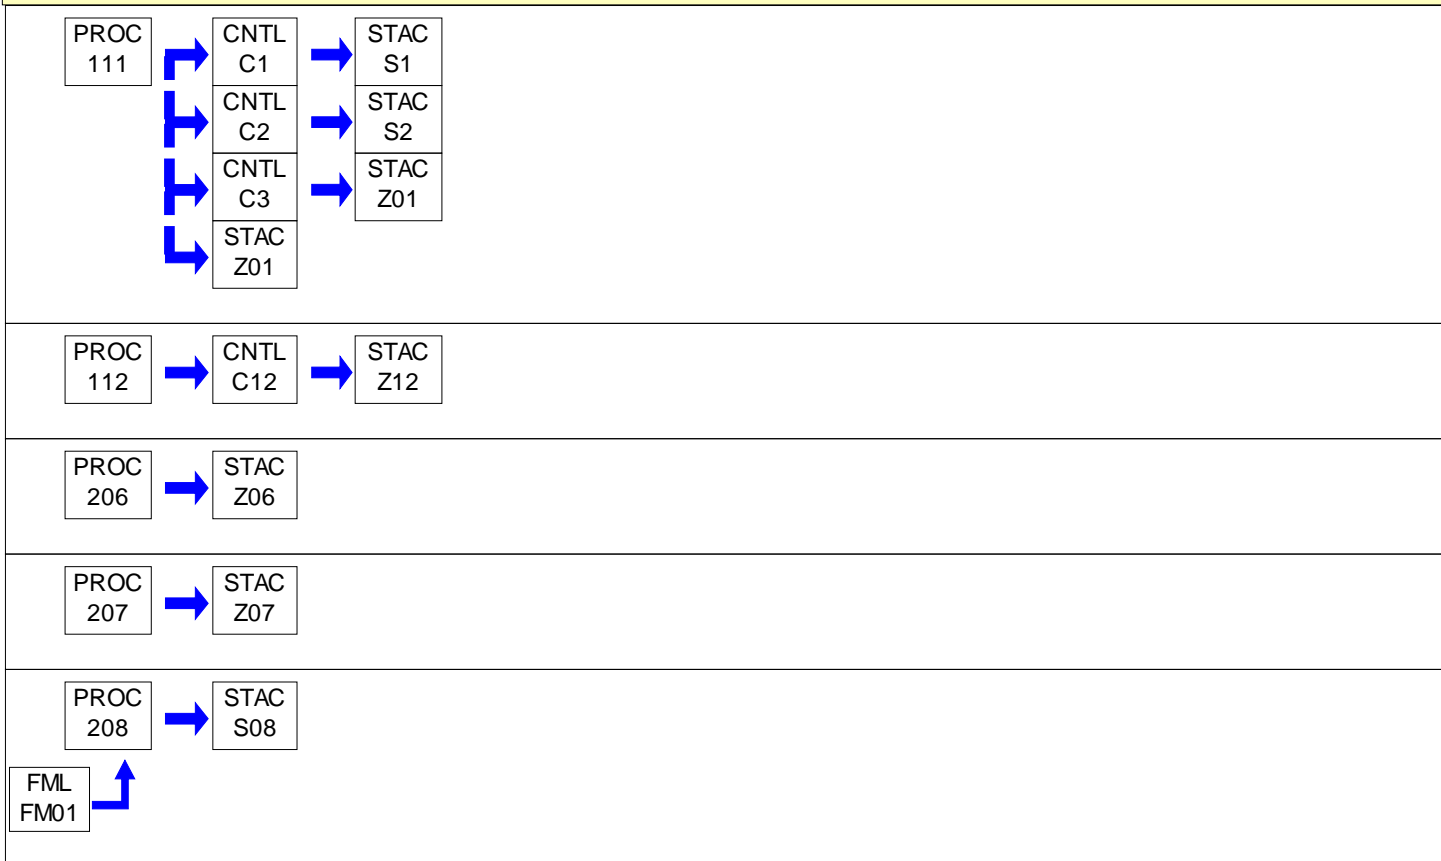 PROC
111
CNTL
C1
STAC
S1
CNTL
C2
STAC
S2
CNTL
C3
STAC
Z01
STAC
Z01
PROC
112
CNTL
C12
STAC
Z12
PROC
206
STAC
Z06
PROC
207
STAC
Z07
PROC
208
STAC
S08
FML
FM01